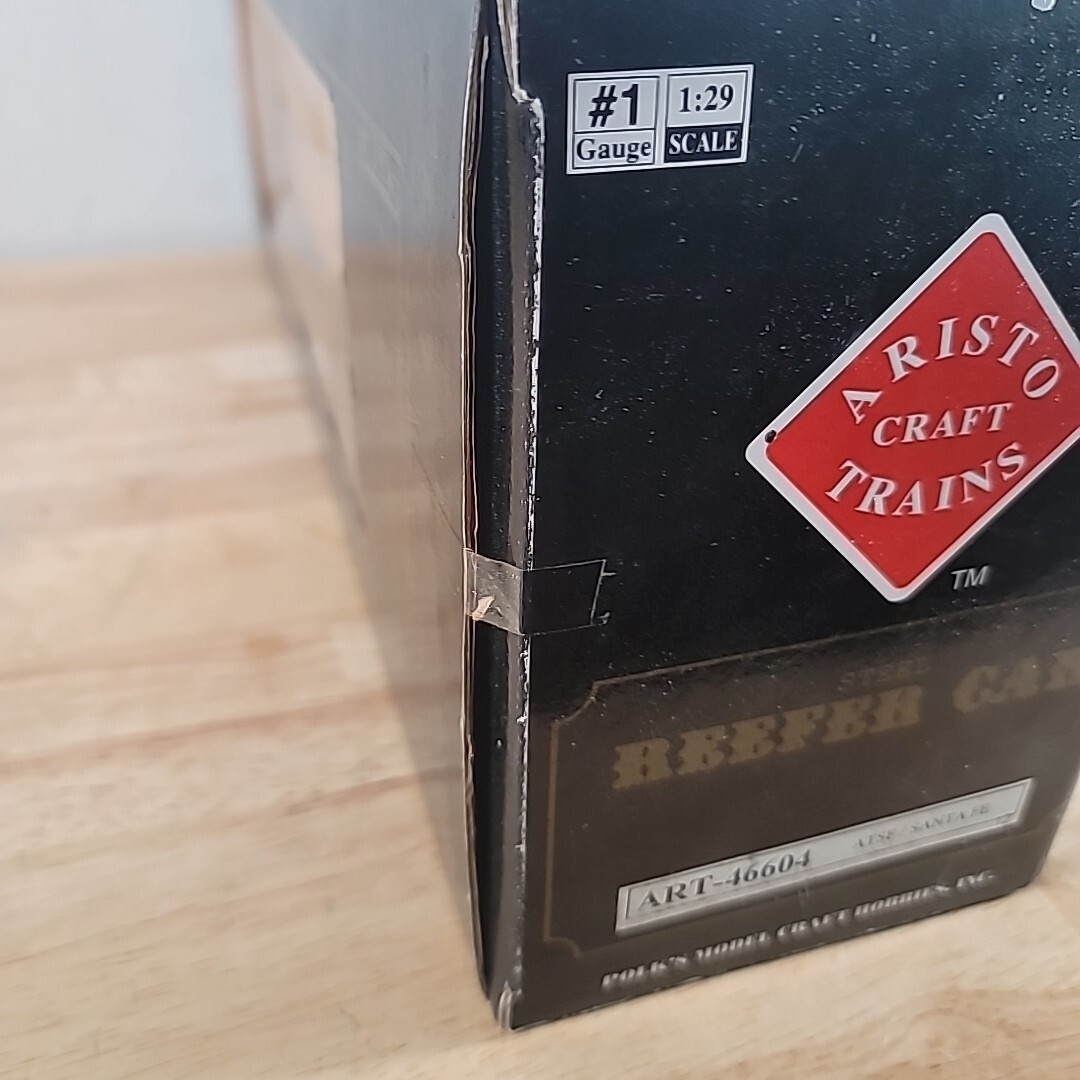 #1
Gauge
1:29
SCALE
ARISTO
CRAFT
TRAINS
TM
STEEL
REEFER CAR
ART-46604 ATSF / SANTA FE
POLK'S MODEL CRAFT HOBBIES, INC.